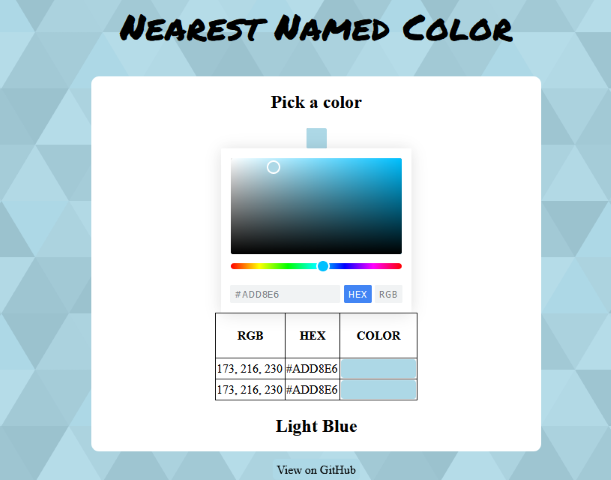 Nearest Named Color
Pick a color
#ADD8E6 HEX RGB
RGB HEX COLOR
173, 216, 230 #ADD8E6
173, 216, 230 #ADD8E6
Light Blue
View on GitHub